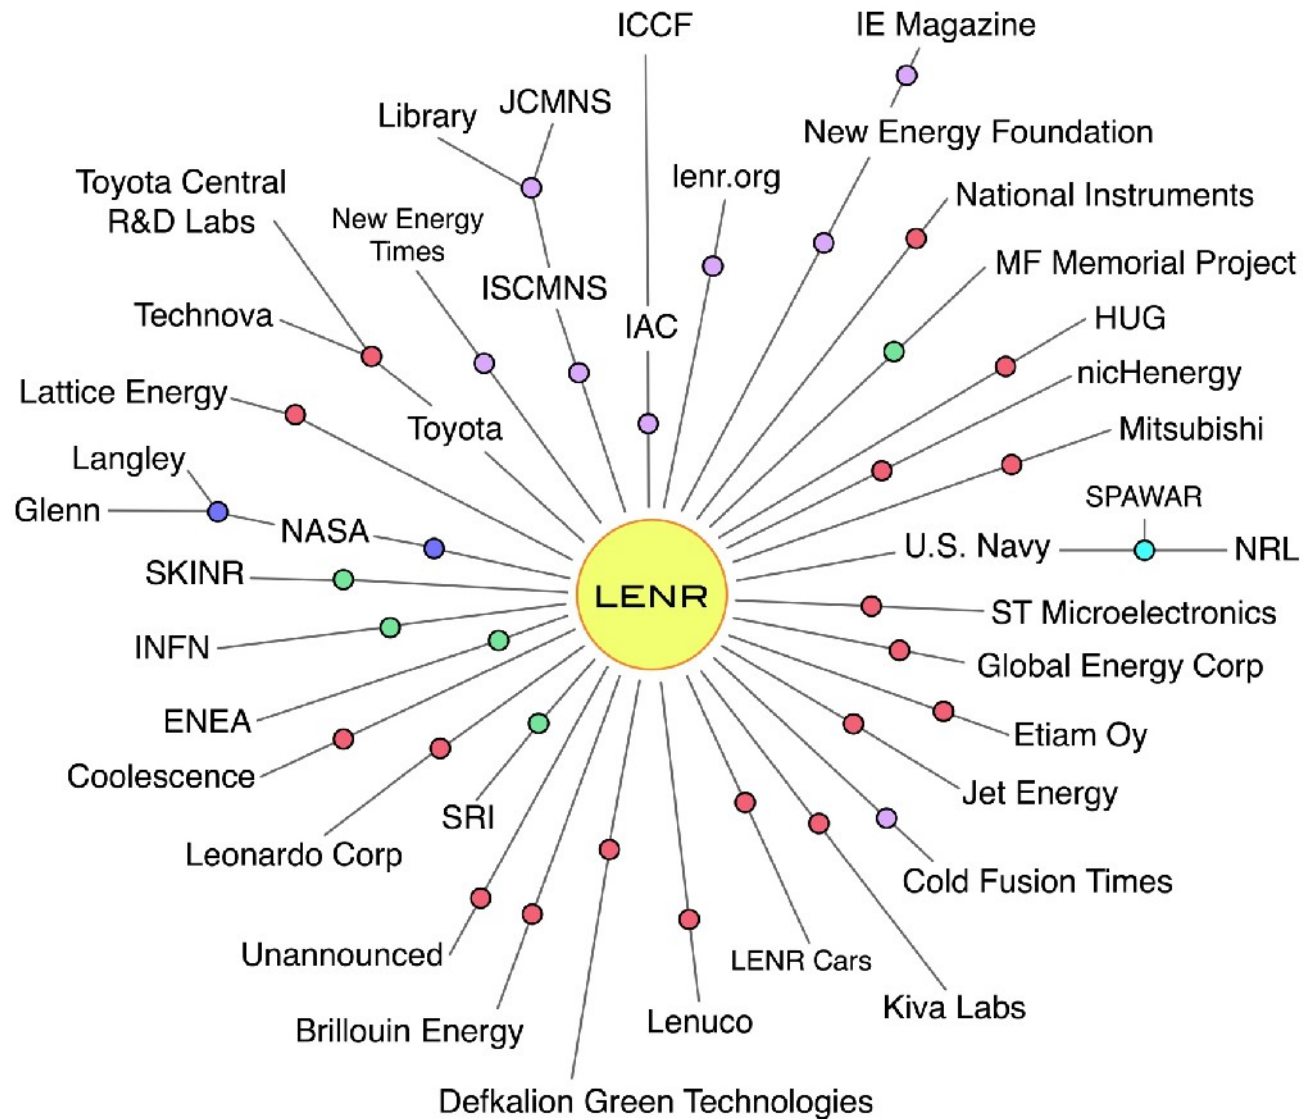 ICCF
IE Magazine
JCMNS
Library
New Energy Foundation
lenr.org
Toyota Central
R&D Labs
National Instruments
New Energy
Times
MF Memorial Project
ISCMNS
Technova
IAC
HUG
nicHenergy
Lattice Energy
Toyota
Mitsubishi
Langley
SPAWAR
Glenn
NASA
U.S. Navy
NRL
SKINR
LENR
ST Microelectronics
INFN
Global Energy Corp
ENEA
Etiam Oy
Coolescence
Jet Energy
SRI
Leonardo Corp
Cold Fusion Times
Unannounced
LENR Cars
Kiva Labs
Brillouin Energy
Lenuco
Defkalion Green Technologies